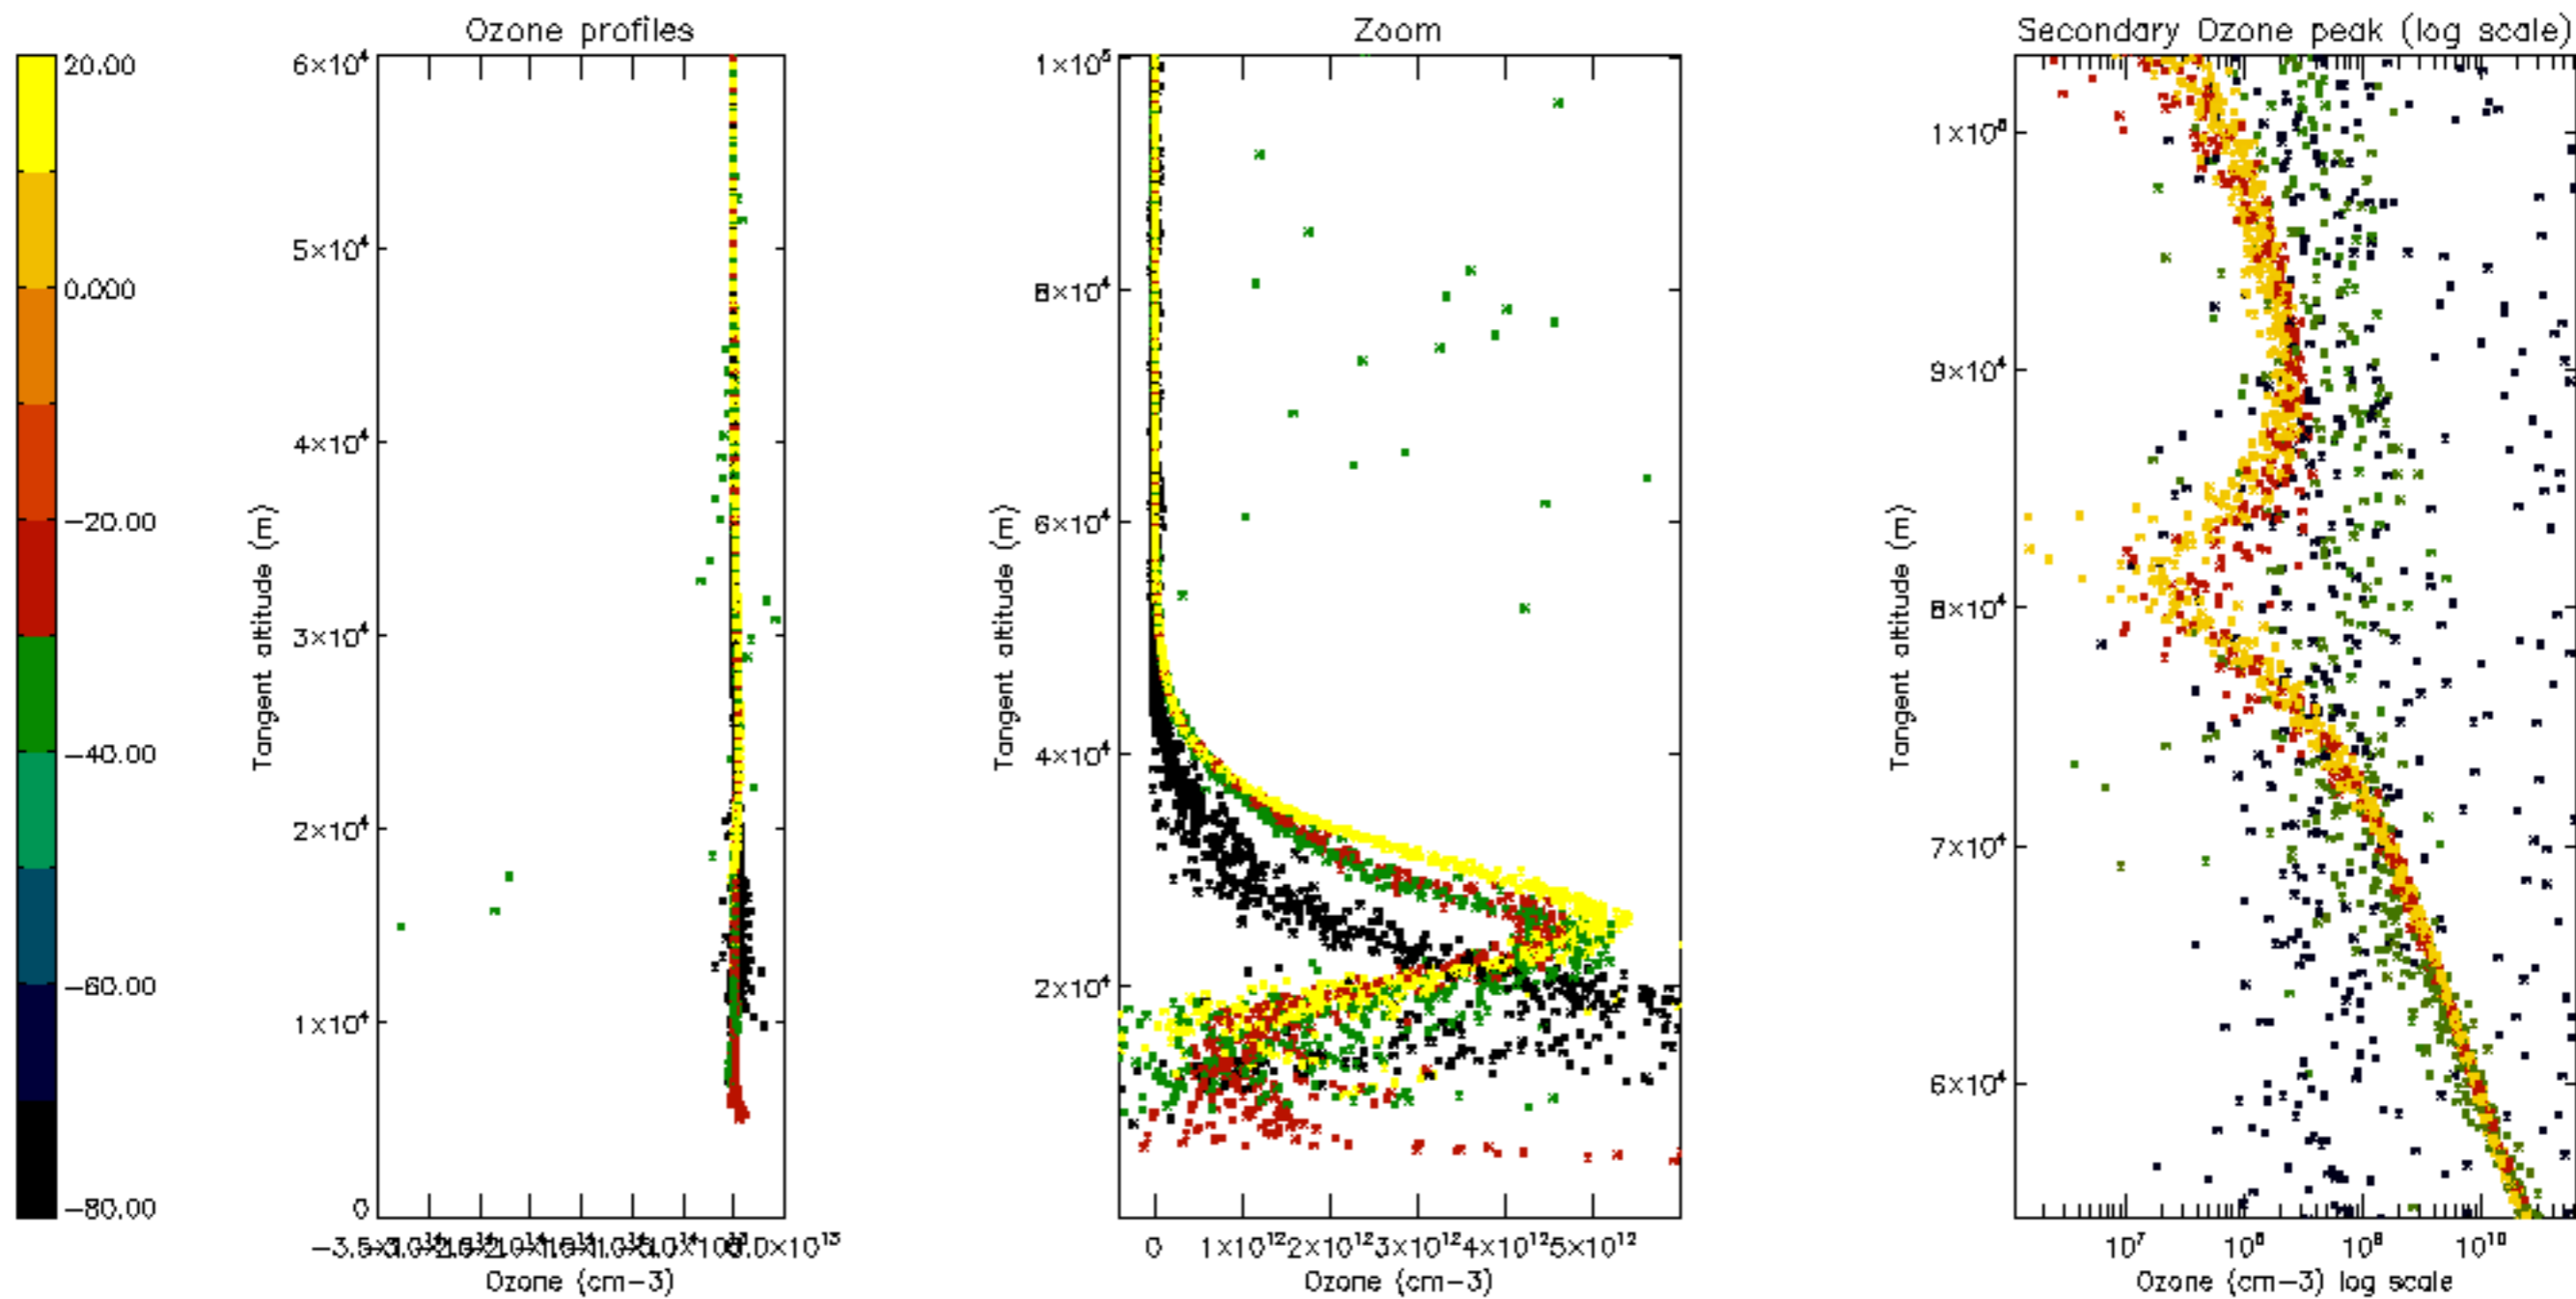 Ozone profiles
Zoom
Secondary Ozone peak (log scale)
20.00
0.000
−20.00
−40.00
−60.00
−80.00
6×10⁴
5×10⁴
4×10⁴
3×10⁴
2×10⁴
1×10⁴
0
Tangent altitude (m)
Ozone (cm−3)
1×10⁵
8×10⁴
6×10⁴
4×10⁴
2×10⁴
Tangent altitude (m)
0 1×10¹² 2×10¹² 3×10¹² 4×10¹² 5×10¹²
Ozone (cm−3)
9×10⁴
8×10⁴
7×10⁴
6×10⁴
Tangent altitude (m)
10⁷ 10⁸ 10⁹ 10¹⁰
Ozone (cm−3) log scale